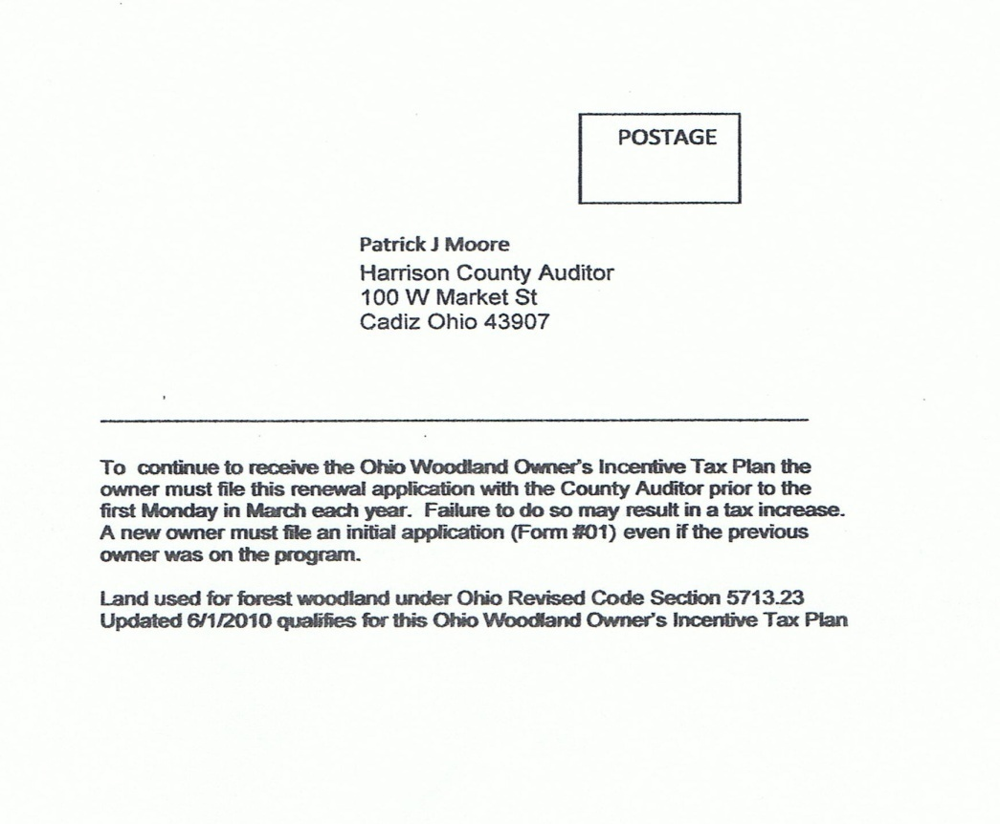 POSTAGE
Patrick J Moore
Harrison County Auditor
100 W Market St
Cadiz Ohio 43907
To continue to receive the Ohio Woodland Owner's Incentive Tax Plan the
owner must file this renewal application with the County Auditor prior to the
first Monday in March each year. Failure to do so may result in a tax increase.
A new owner must file an initial application (Form #01) even if the previous
owner was on the program.
Land used for forest woodland under Ohio Revised Code Section 5713.23
Updated 6/1/2010 qualifies for this Ohio Woodland Owner's Incentive Tax Plan